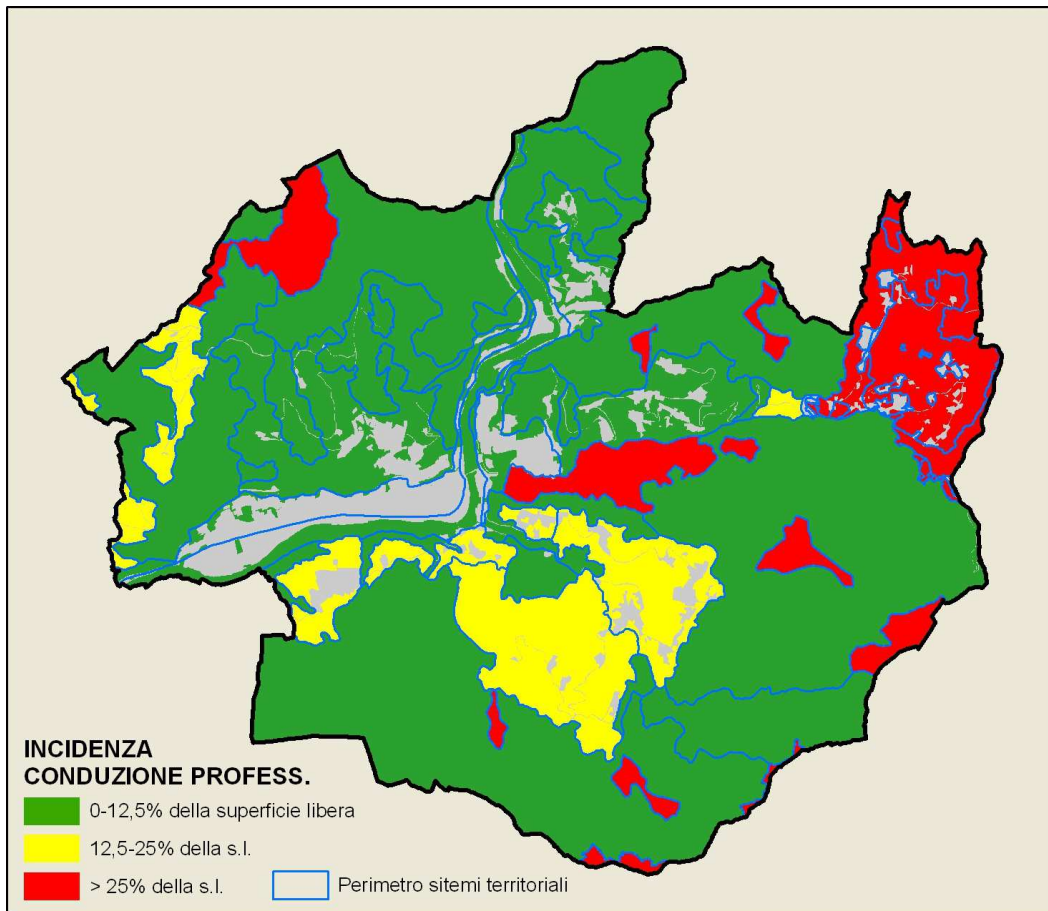 INCIDENZA
CONDUZIONE PROFESS.
0-12,5% della superficie libera
12,5-25% della s.l.
> 25% della s.l.
Perimetro sitemi territoriali